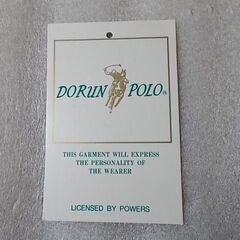 DORUN POLO®
THIS GARMENT WILL EXPRESS
THE PERSONALITY OF
THE WEARER
LICENSED BY POWERS